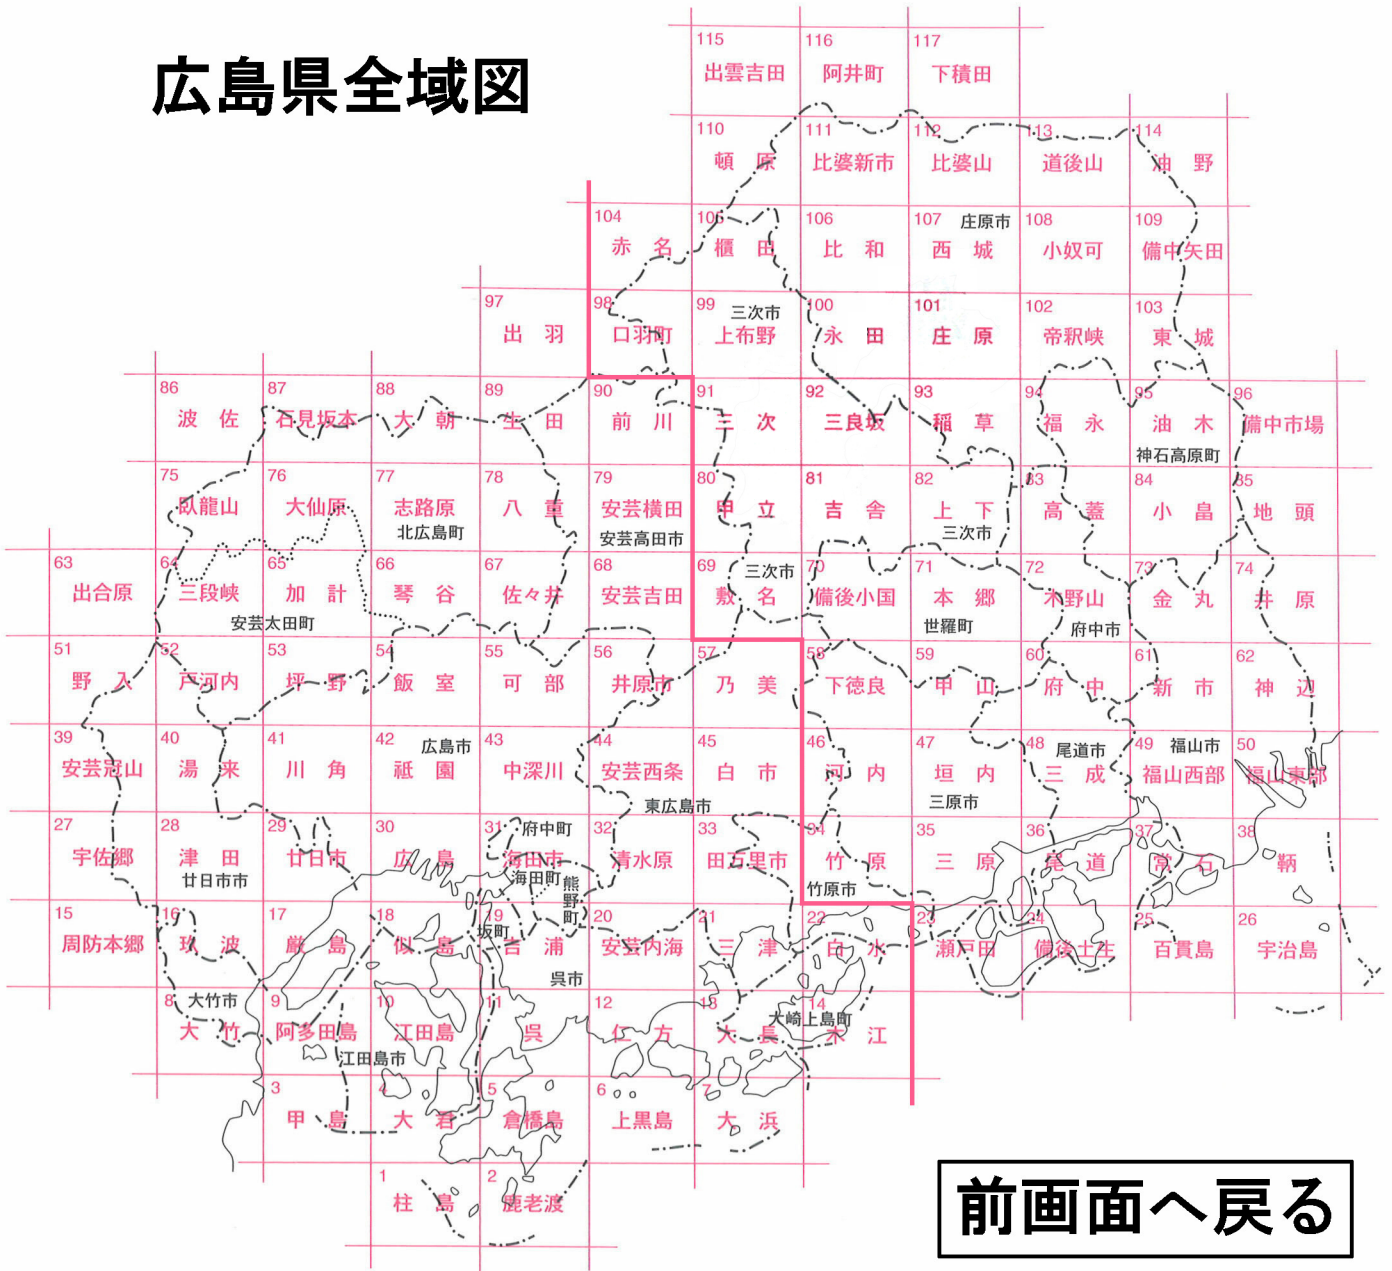 広島県全域図
115 116 117
出雲吉田 阿井町 下積田
110 111 112 113 114
頓原 比婆新市 比婆山 道後山 油野
104 105 106 107 庄原市 108 109
赤名 櫃田 比和 西城 小奴可 備中矢田
97 98 99 三次市 100 101 102 103
出羽 口羽町 上布野 永田 庄原 帝釈峡 東城
86 87 88 89 90 91 92 93 94 95 96
波佐 石見坂本 大朝 生田 前川 三次 三良坂 稲草 福永 油木 備中市場
神石高原町
75 76 77 78 79 80 81 82 83 84 85
臥龍山 大仙原 志路原 八重 安芸横田 甲立 吉舎 上下 高蓋 小畠 地頭
北広島町 安芸高田市 三次市
63 64 65 66 67 68 69 三次市 70 71 72 73 74
出合原 三段峡 加計 琴谷 佐々井 安芸吉田 敷名 備後小国 本郷 木野山 金丸 井原
安芸太田町 世羅町 府中市
51 52 53 54 55 56 57 58 59 60 61 62
野入 戸河内 坪野 飯室 可部 井原市 乃美 下徳良 甲山 府中 新市 神辺
39 40 41 42 広島市 43 44 45 46 47 48 尾道市 49 福山市 50
安芸冠山 湯来 川角 祗園 中深川 安芸西条 白市 河内 垣内 三成 福山西部 福山東部
東広島市 三原市
27 28 29 30 31 府中町 32 33 34 35 36 37 38
宇佐郷 津田 廿日市 広島 海田市 清水原 田万里市 竹原 三原 尾道 常石 鞆
廿日市市 海田町 熊野町 竹原市
15 16 17 18 19 20 21 22 23 24 25 26
坂町
周防本郷 玖波 厳島 似島 吉浦 安芸内海 三津 白水 瀬戸田 備後土生 百貫島 宇治島
呉市
大竹市
8 9 10 11 12 13 14
大崎上島町
大竹 阿多田島 江田島 呉 仁方 大長 木江
江田島市
3 4 5 6 7
甲島 大君 倉橋島 上黒島 大浜
1 2
柱島 鹿老渡
前画面へ戻る